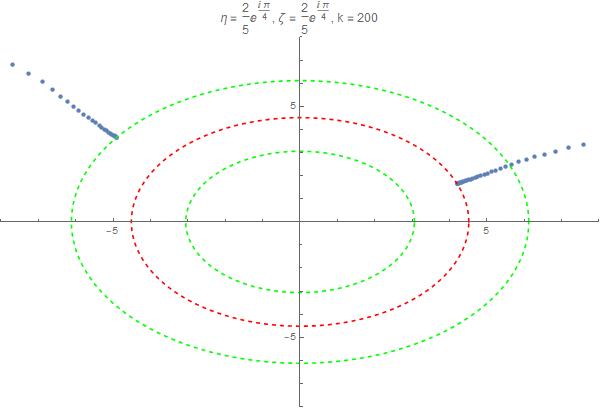 η = 2/5 e^(iπ/4) , ζ = 2/5 e^(iπ/4) , k = 200
5
-5
5
-5